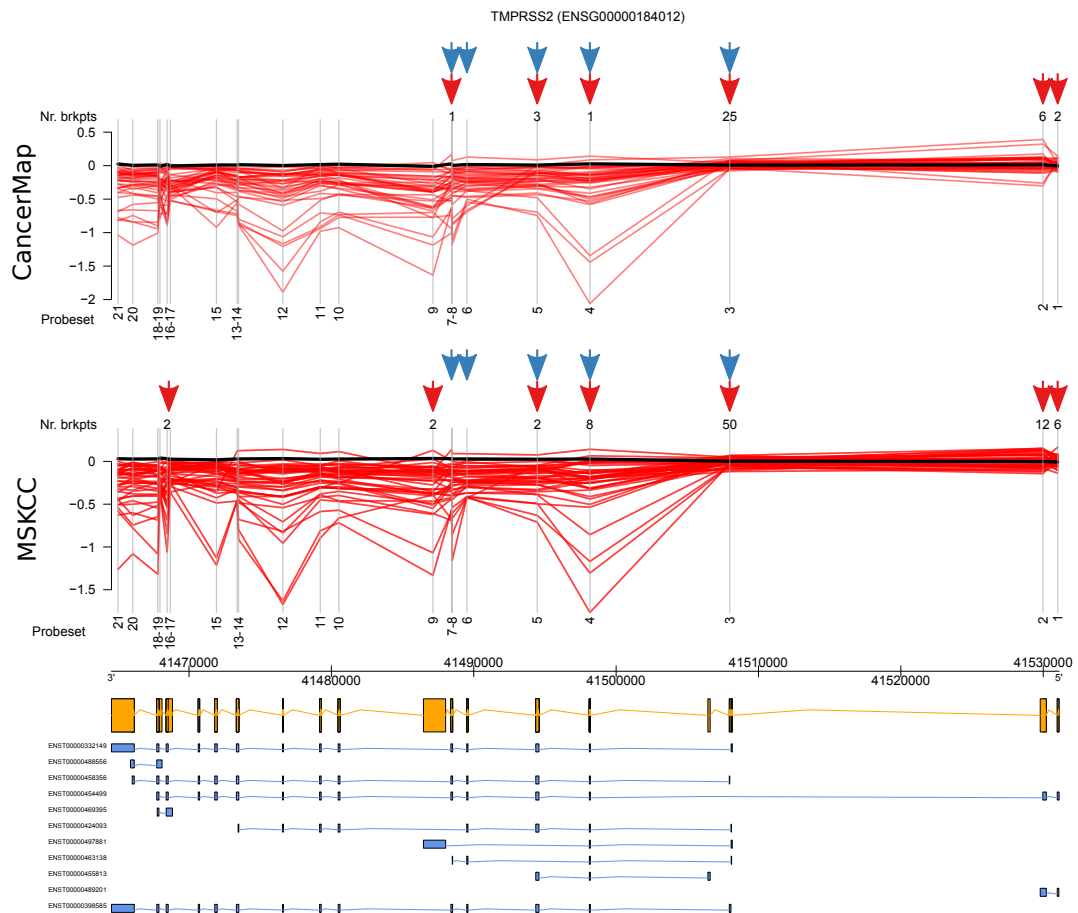 TMPRSS2 (ENSG00000184012)
Nr. brkpts 1 3 1 25 6 2
CancerMap
0.5
0
−0.5
−1
−1.5
−2
Probeset 21 20 18-19 16-17 15 13-14 12 11 10 9 7-8 6 5 4 3 2 1
Nr. brkpts 2 2 2 8 50 12 6
MSKCC
0
−0.5
−1
−1.5
Probeset 21 20 18-19 16-17 15 13-14 12 11 10 9 7-8 6 5 4 3 2 1
41470000 41490000 41510000 41530000
3' 41480000 41500000 41520000 5'
ENST00000332149
ENST00000488556
ENST00000458356
ENST00000454499
ENST00000469395
ENST00000424093
ENST00000497881
ENST00000463138
ENST00000455813
ENST00000489201
ENST00000398585